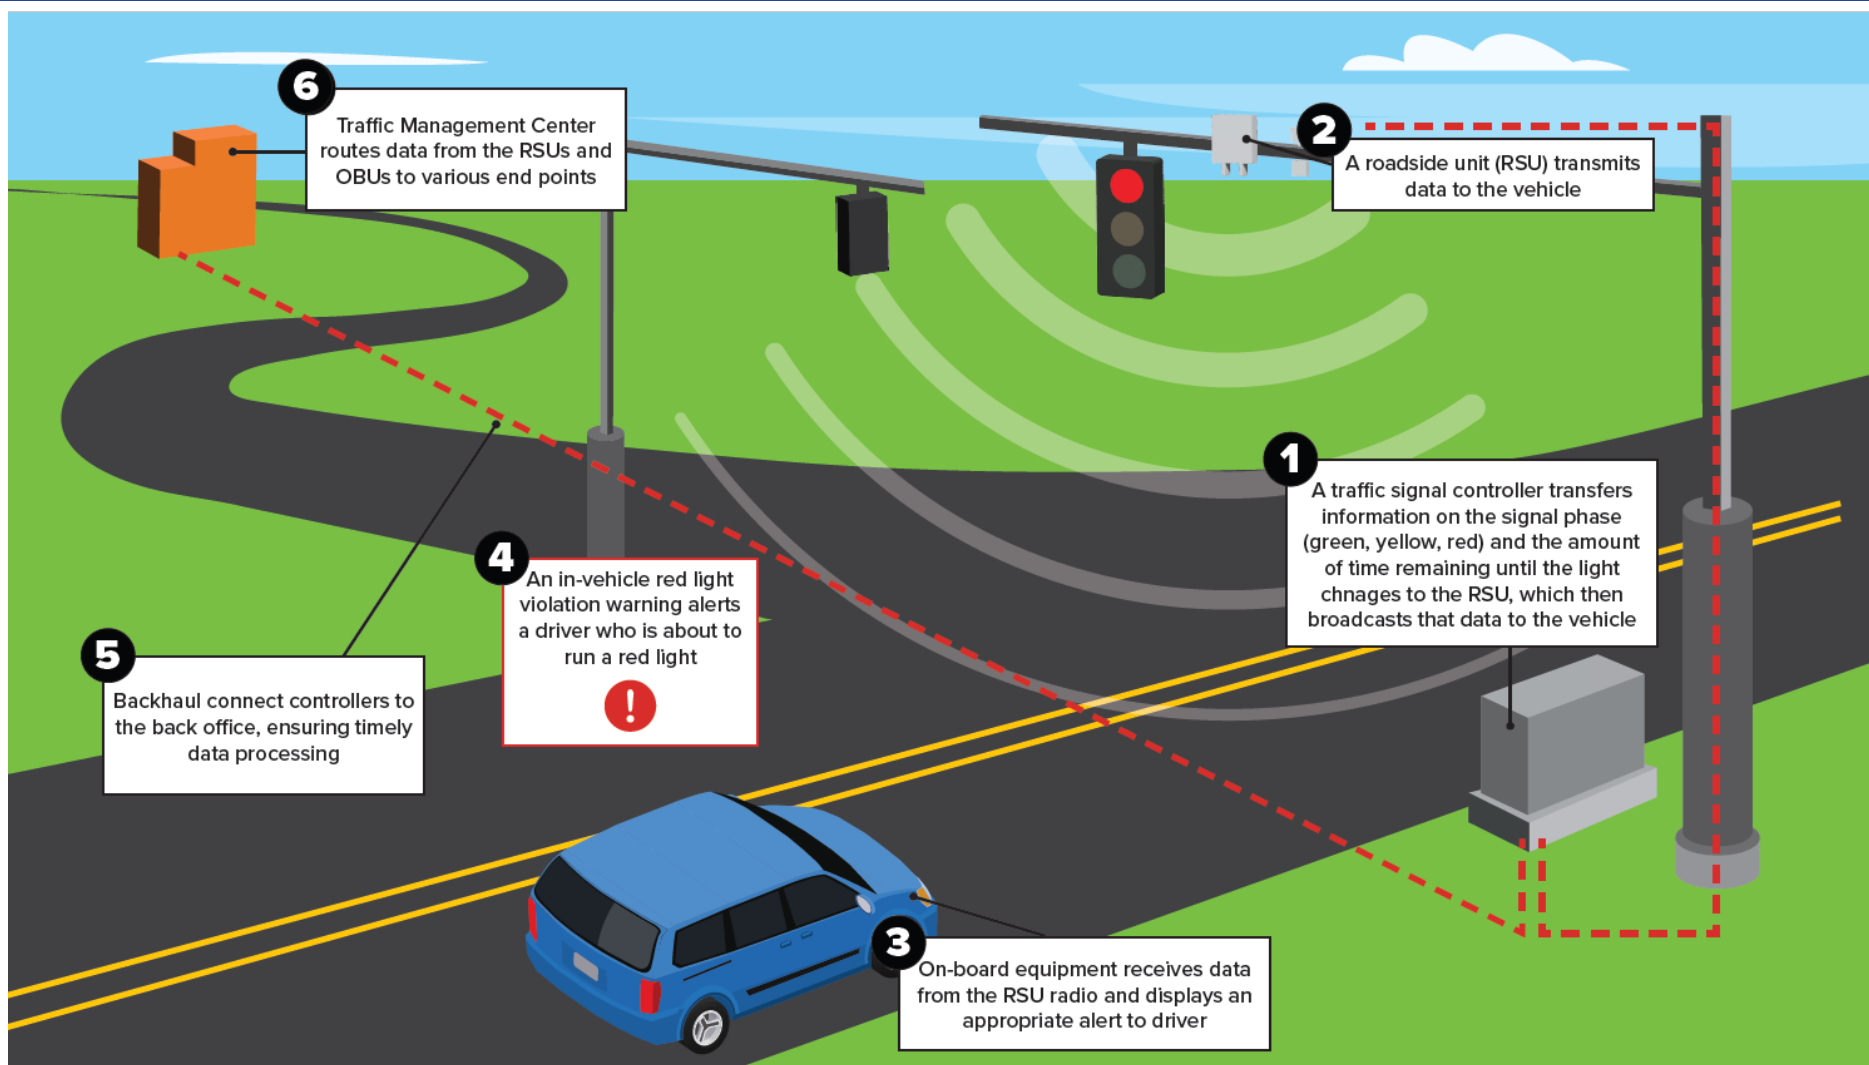 6
Traffic Management Center
routes data from the RSUs and
OBUs to various end points
2
A roadside unit (RSU) transmits
data to the vehicle
1
A traffic signal controller transfers
information on the signal phase
(green, yellow, red) and the amount
of time remaining until the light
chnages to the RSU, which then
broadcasts that data to the vehicle
4
An in-vehicle red light
violation warning alerts
a driver who is about to
run a red light
!
5
Backhaul connect controllers to
the back office, ensuring timely
data processing
3
On-board equipment receives data
from the RSU radio and displays an
appropriate alert to driver